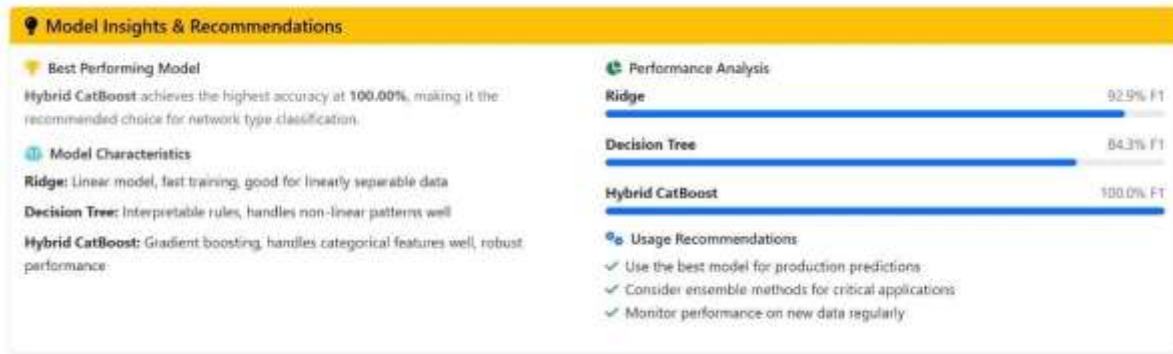 Model Insights & Recommendations
Best Performing Model
Hybrid CatBoost achieves the highest accuracy at 100.00%, making it the
recommended choice for network type classification.
Model Characteristics
Ridge: Linear model, fast training, good for linearly separable data
Decision Tree: Interpretable rules, handles non-linear patterns well
Hybrid CatBoost: Gradient boosting, handles categorical features well, robust
performance
Performance Analysis
Ridge 92.9% F1
Decision Tree 84.3% F1
Hybrid CatBoost 100.0% F1
Usage Recommendations
Use the best model for production predictions
Consider ensemble methods for critical applications
Monitor performance on new data regularly